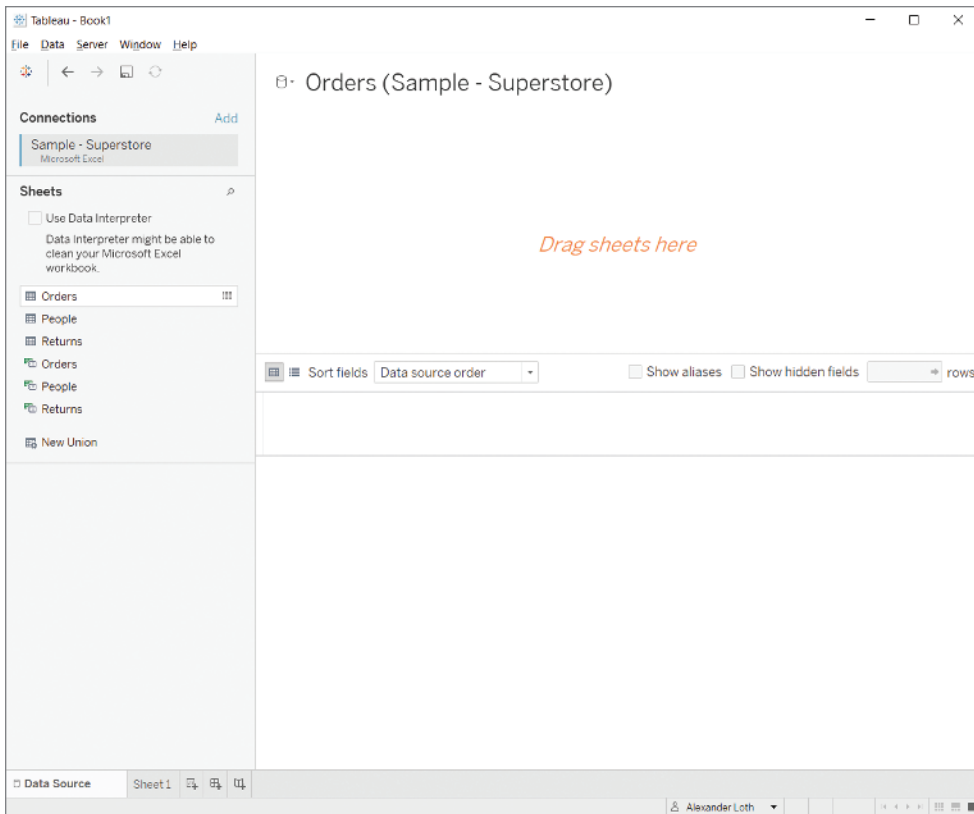 Tableau - Book1
File Data Server Window Help
Connections Add
Sample - Superstore
Microsoft Excel
Sheets
Use Data Interpreter
Data Interpreter might be able to
clean your Microsoft Excel
workbook.
Orders
People
Returns
Orders
People
Returns
New Union
Orders (Sample - Superstore)
Drag sheets here
Sort fields Data source order Show aliases Show hidden fields rows
Data Source Sheet 1
Alexander Loth